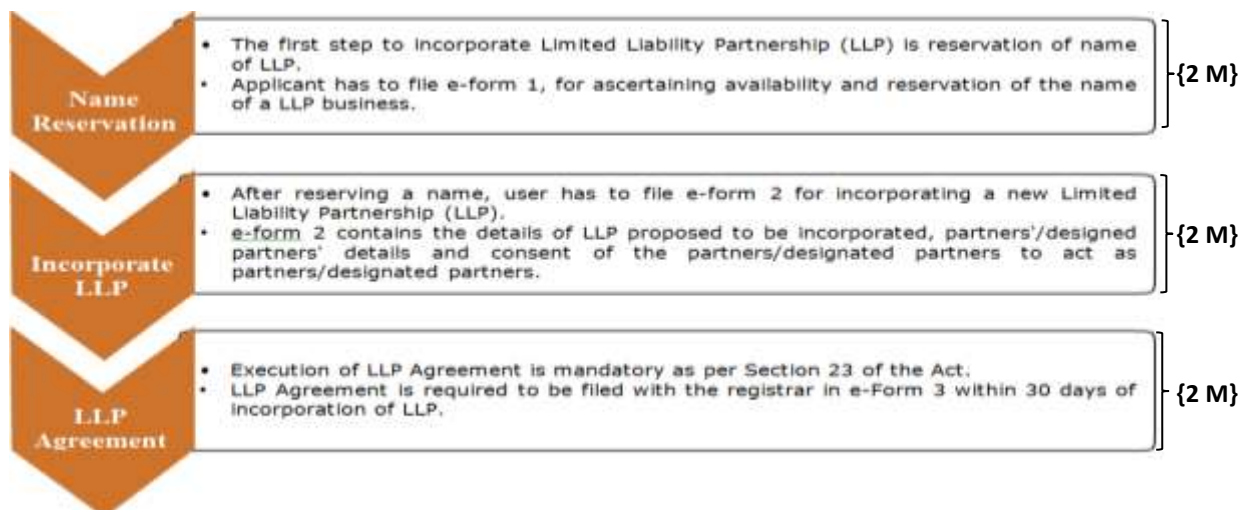 Name
Reservation
• The first step to incorporate Limited Liability Partnership (LLP) is reservation of name
of LLP.
• Applicant has to file e-form 1, for ascertaining availability and reservation of the name
of a LLP business.
{2 M}
Incorporate
LLP
• After reserving a name, user has to file e-form 2 for incorporating a new Limited
Liability Partnership (LLP).
• e-form 2 contains the details of LLP proposed to be incorporated, partners'/designed
partners' details and consent of the partners/designated partners to act as
partners/designated partners.
{2 M}
LLP
Agreement
• Execution of LLP Agreement is mandatory as per Section 23 of the Act.
• LLP Agreement is required to be filed with the registrar in e-Form 3 within 30 days of
incorporation of LLP.
{2 M}